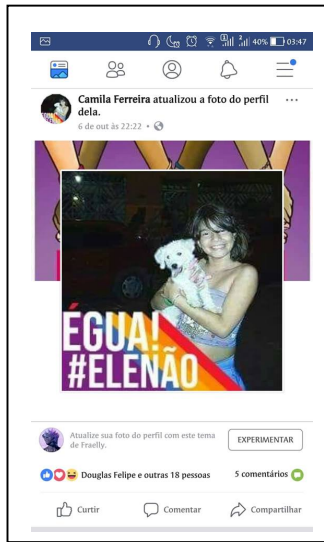 40% 03:47
Camila Ferreira atualizou a foto do perfil
dela.
6 de out às 22:22 •
ÉGUA!
#ELENÃO
Atualize sua foto do perfil com este tema
de Fraelly.
EXPERIMENTAR
Douglas Felipe e outras 18 pessoas 5 comentários
Curtir Comentar Compartilhar